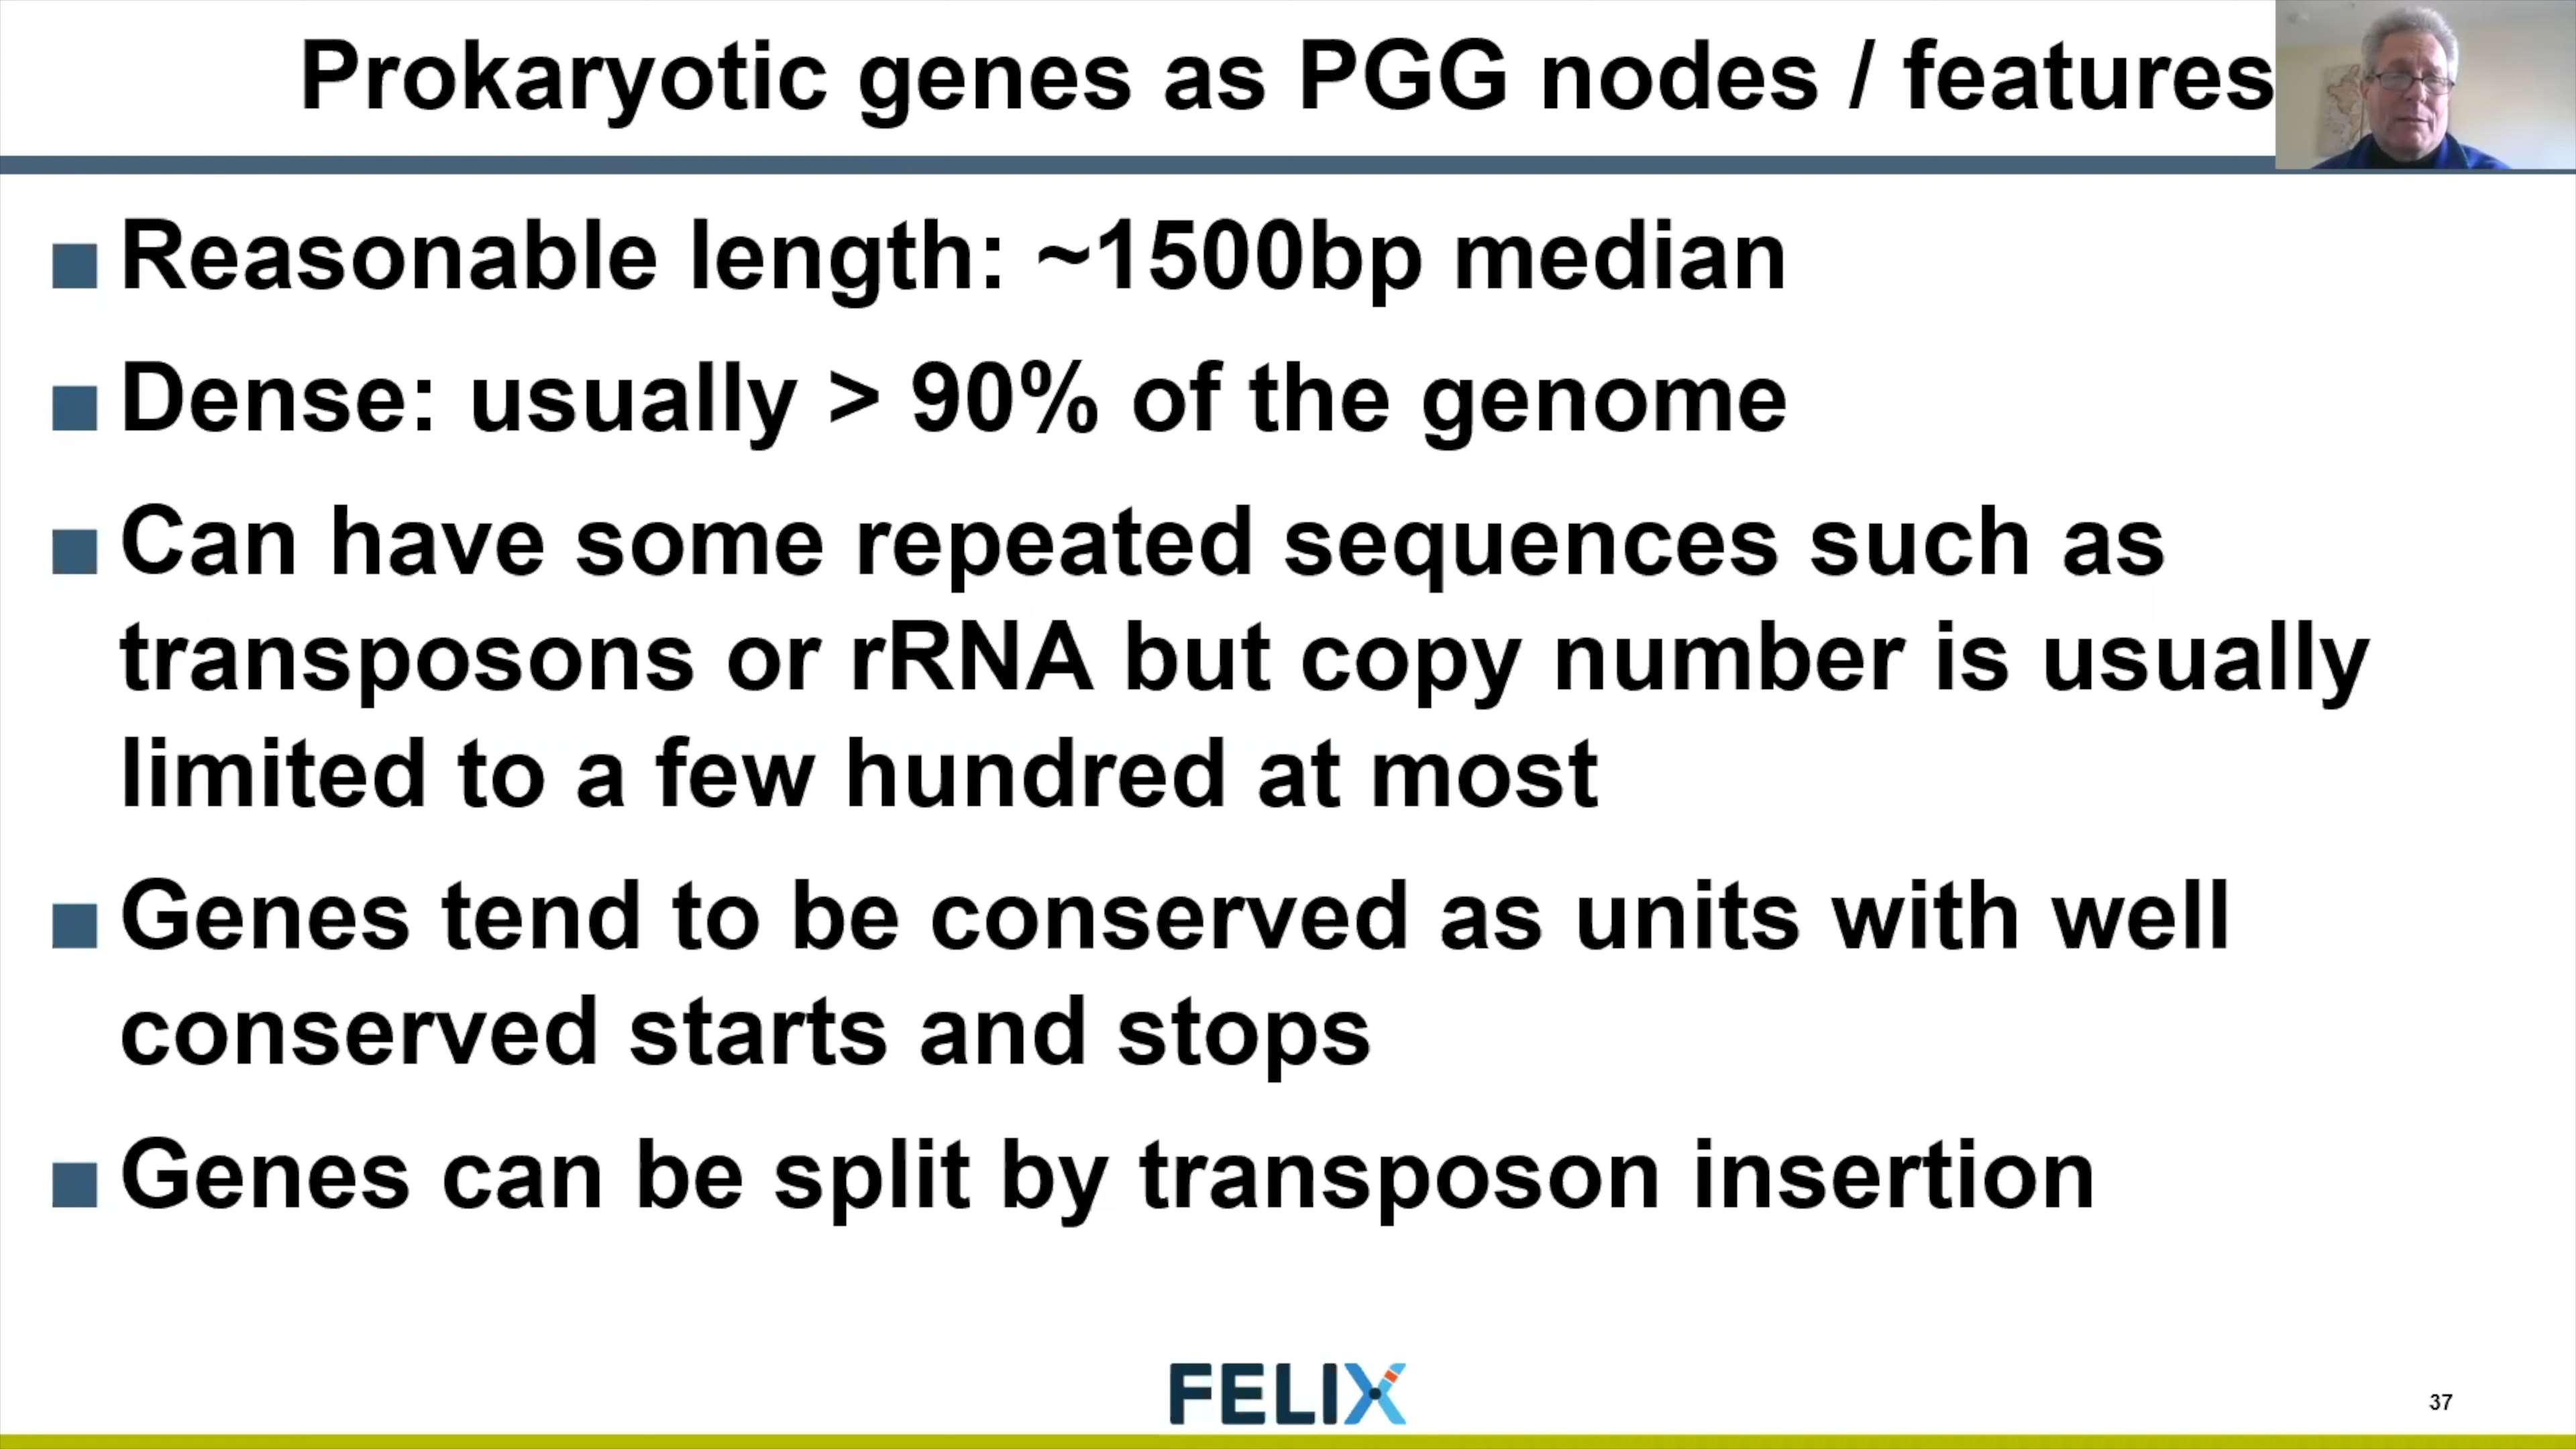 Prokaryotic genes as PGG nodes / features
■ Reasonable length: ~1500bp median
■ Dense: usually > 90% of the genome
■ Can have some repeated sequences such as
transposons or rRNA but copy number is usually
limited to a few hundred at most
■ Genes tend to be conserved as units with well
conserved starts and stops
■ Genes can be split by transposon insertion
FELIX
37